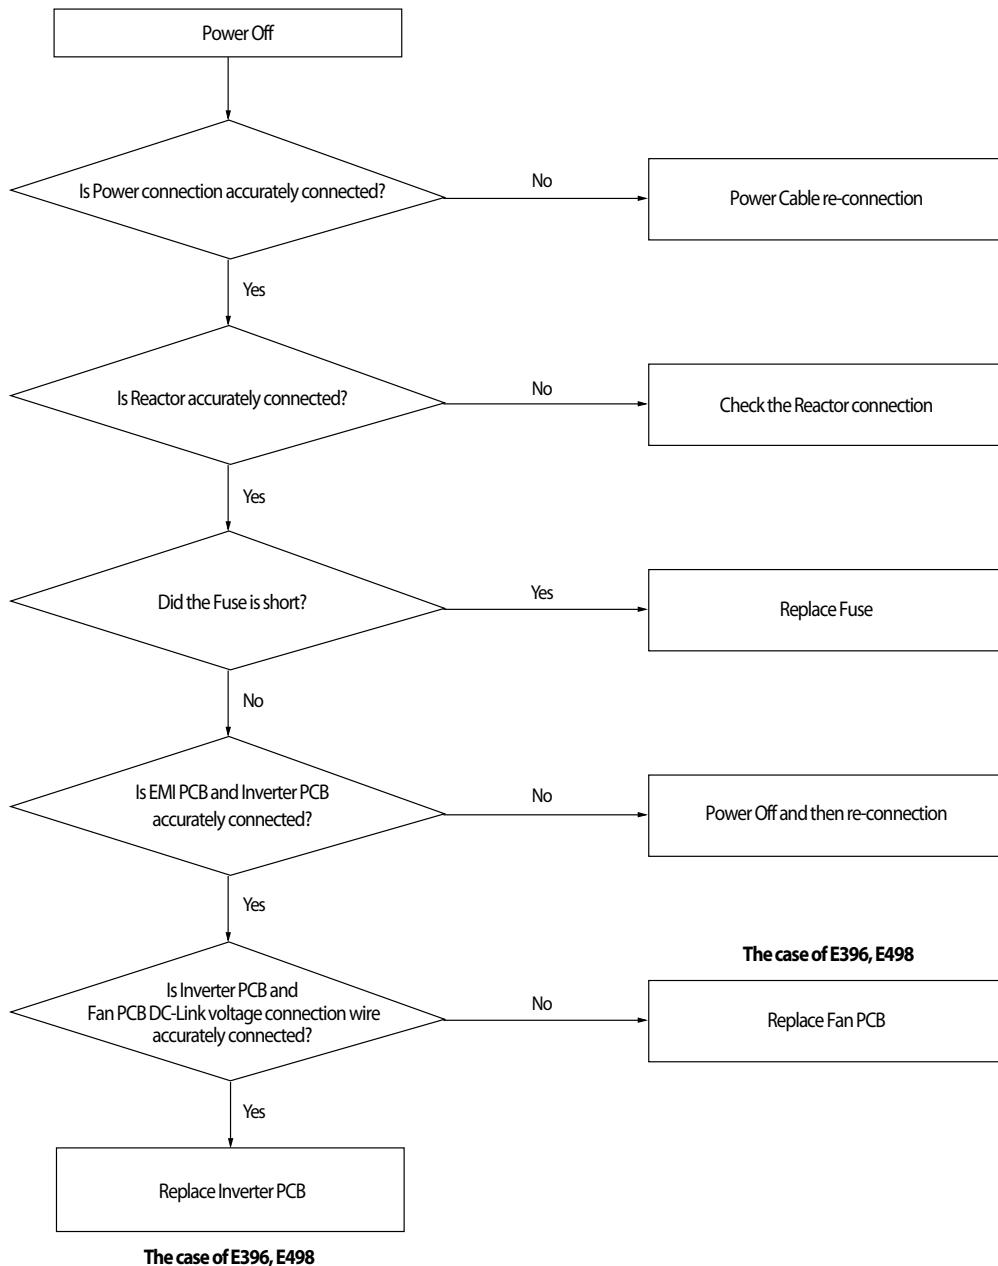 Power Off
Is Power connection accurately connected?
No
Power Cable re-connection
Yes
Is Reactor accurately connected?
No
Check the Reactor connection
Yes
Did the Fuse is short?
Yes
Replace Fuse
No
Is EMI PCB and Inverter PCB
accurately connected?
No
Power Off and then re-connection
Yes
The case of E396, E498
Is Inverter PCB and
Fan PCB DC-Link voltage connection wire
accurately connected?
No
Replace Fan PCB
Yes
Replace Inverter PCB
The case of E396, E498